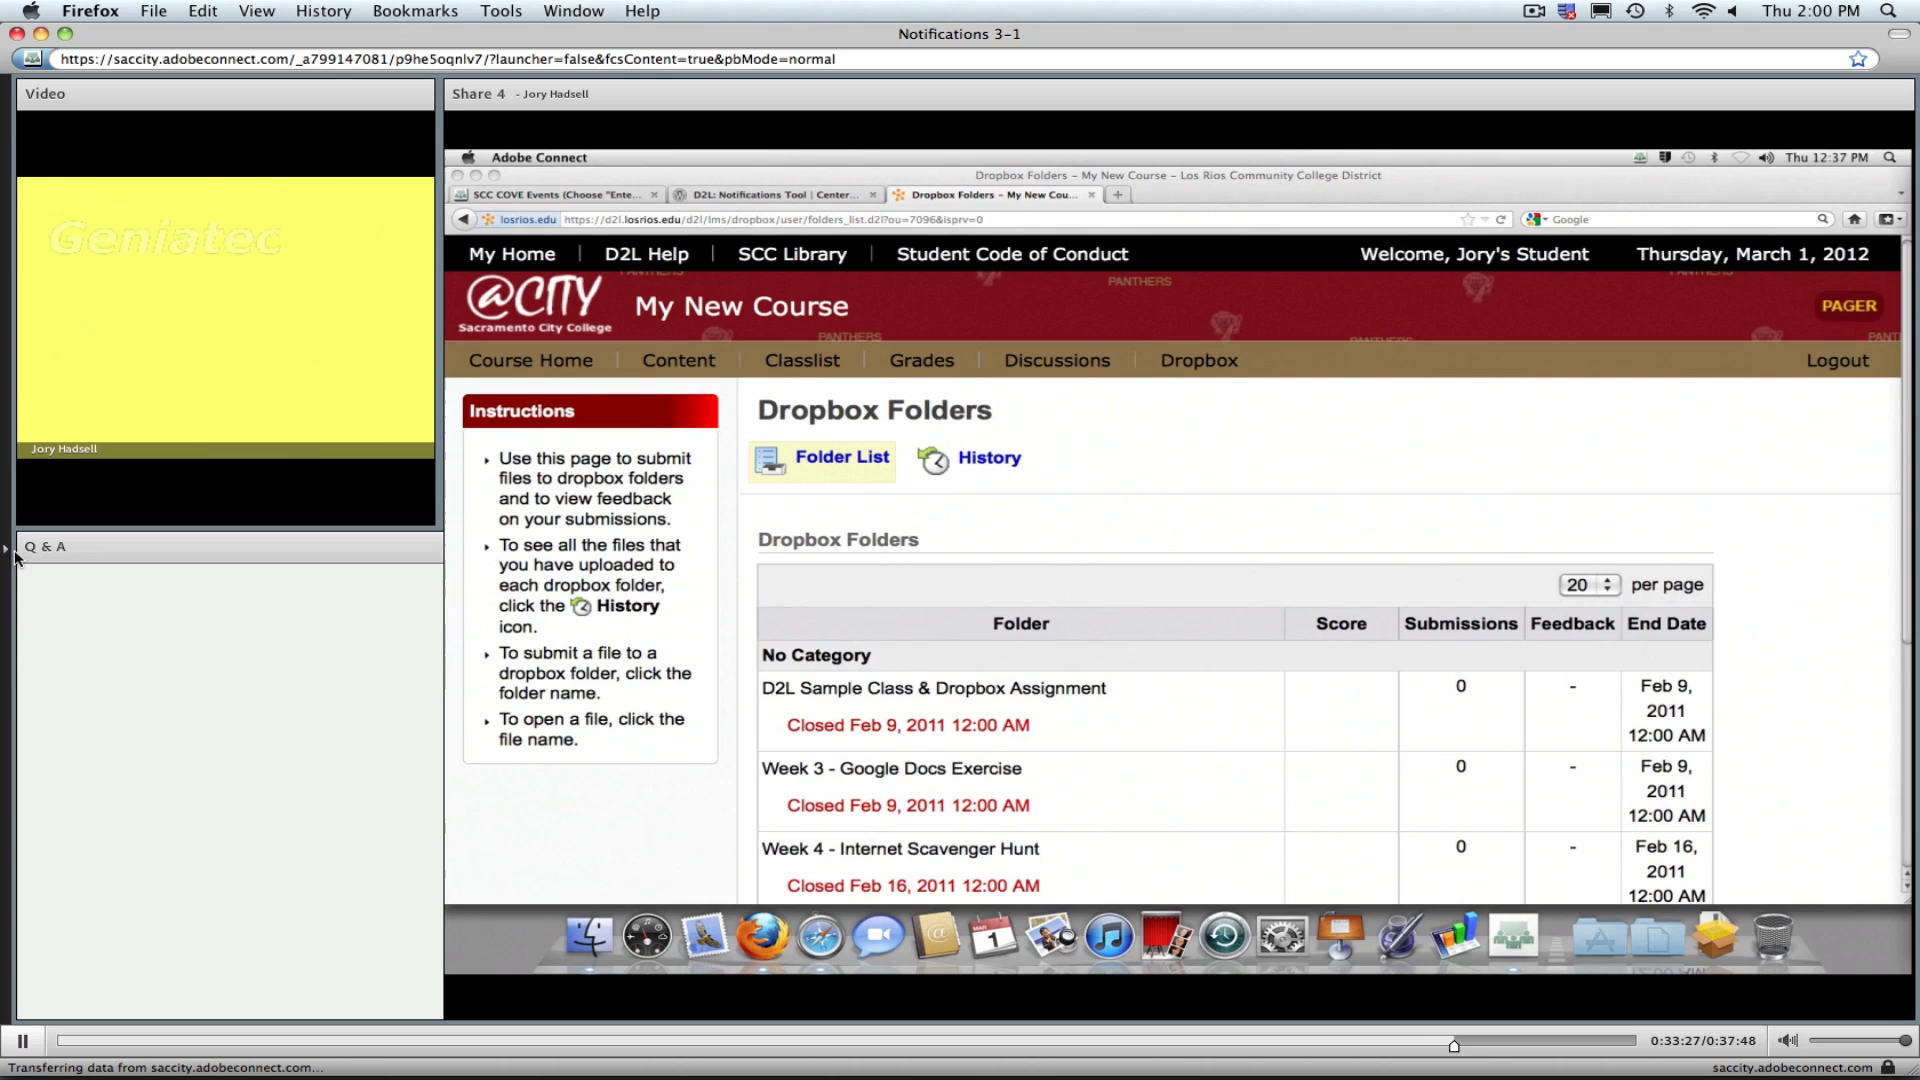 Firefox File Edit View History Bookmarks Tools Window Help Thu 2:00 PM
Notifications 3-1
https://saccity.adobeconnect.com/_a799147081/p9he5oqnlv7/?launcher=false&fcsContent=true&pbMode=normal
Video
Geniatec
Jory Hadsell
Q & A
Share 4 - Jory Hadsell
Adobe Connect Thu 12:37 PM
Dropbox Folders – My New Course – Los Rios Community College District
SCC COVE Events (Choose "Ente... D2L: Notifications Tool | Center... Dropbox Folders – My New Cou...
losrios.edu https://d2l.losrios.edu/d2l/lms/dropbox/user/folders_list.d2l?ou=7096&isprv=0 Google
My Home D2L Help SCC Library Student Code of Conduct Welcome, Jory's Student Thursday, March 1, 2012
@CITY
Sacramento City College
My New Course
PANTHERS
PANTHERS
PAGER
Course Home Content Classlist Grades Discussions Dropbox Logout
Instructions
Use this page to submit
files to dropbox folders
and to view feedback
on your submissions.
To see all the files that
you have uploaded to
each dropbox folder,
click the History
icon.
To submit a file to a
dropbox folder, click the
folder name.
To open a file, click the
file name.
Dropbox Folders
Folder List History
Dropbox Folders
20 per page
Folder Score Submissions Feedback End Date
No Category
D2L Sample Class & Dropbox Assignment 0 - Feb 9,
2011
12:00 AM
Closed Feb 9, 2011 12:00 AM
Week 3 - Google Docs Exercise 0 - Feb 9,
2011
12:00 AM
Closed Feb 9, 2011 12:00 AM
Week 4 - Internet Scavenger Hunt 0 - Feb 16,
2011
12:00 AM
Closed Feb 16, 2011 12:00 AM
MAR
1
0:33:27/0:37:48
Transferring data from saccity.adobeconnect.com... saccity.adobeconnect.com